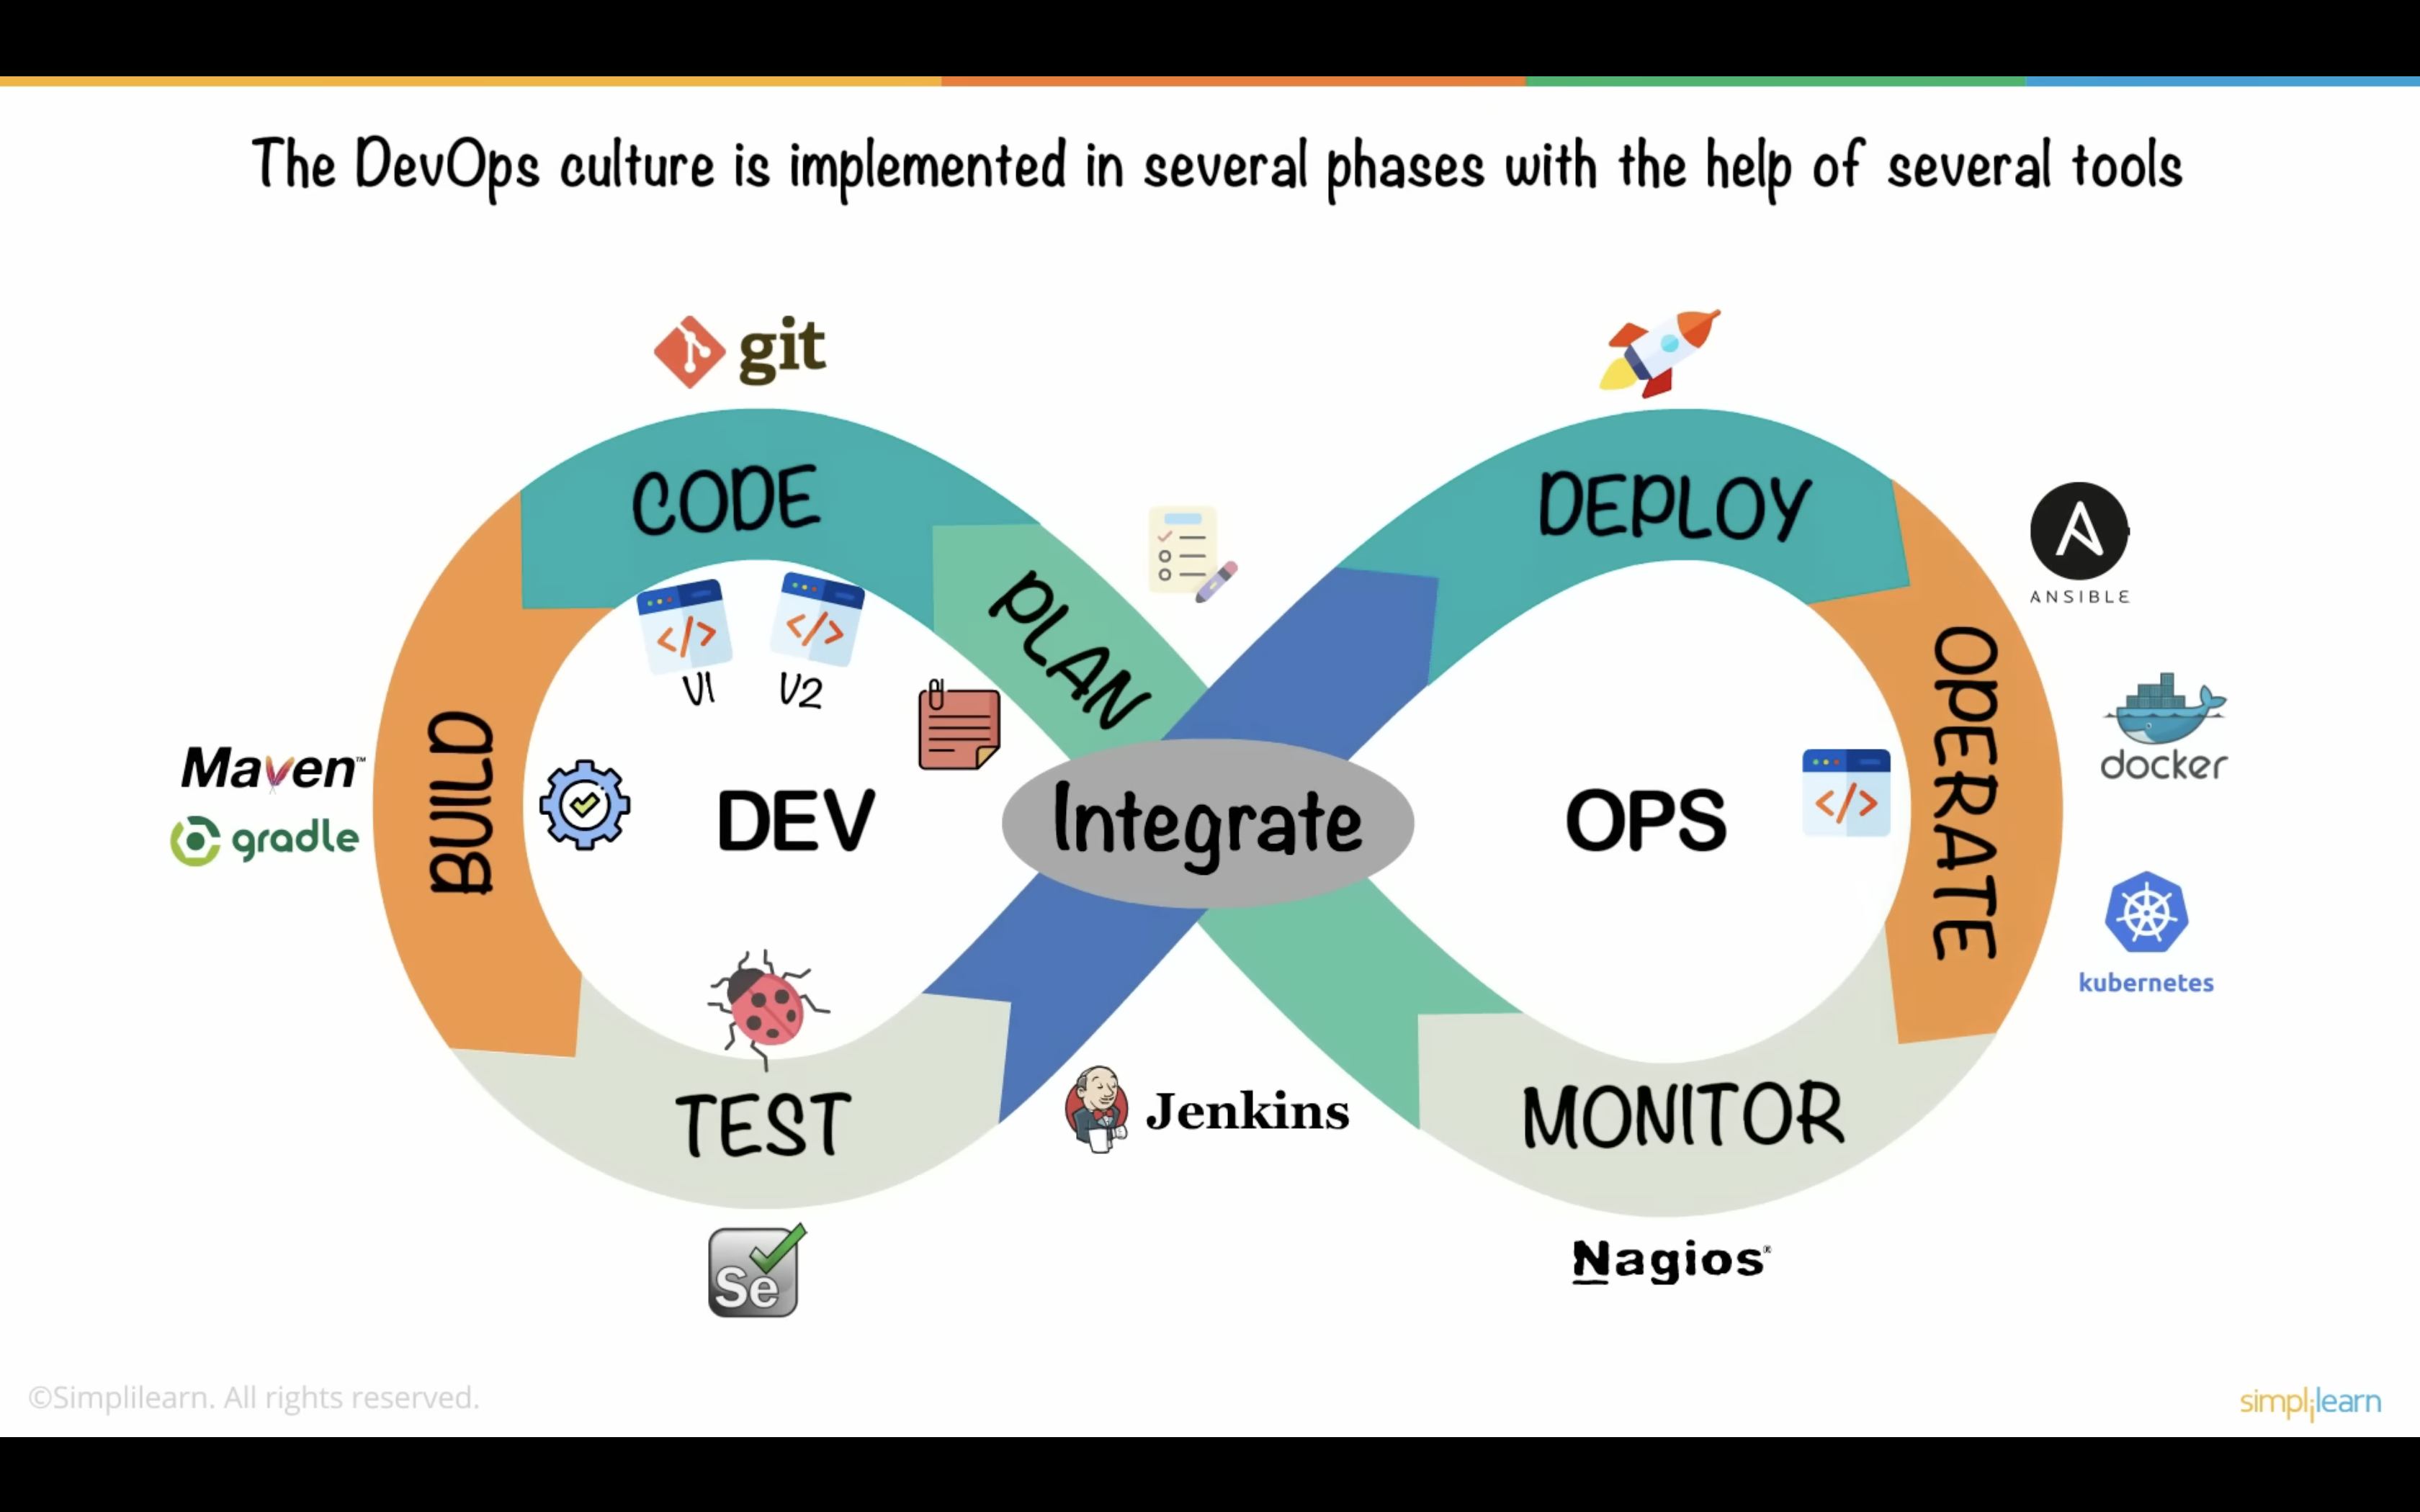 The DevOps culture is implemented in several phases with the help of several tools
git
CODE
DEPLOY
PLAN
</>
</>
V1
V2
ANSIBLE
OPERATE
docker
Maven™
gradle
BUILD
DEV
Integrate
OPS
</>
kubernetes
TEST
Jenkins
MONITOR
Se
Nagios®
©Simplilearn. All rights reserved.
simplilearn